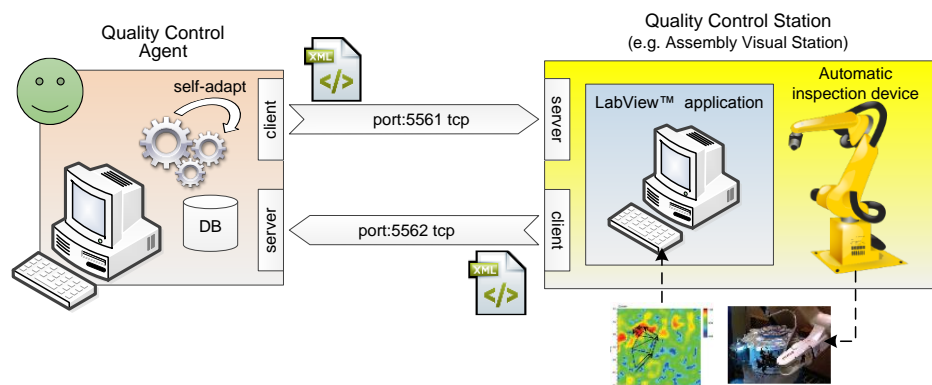 Quality Control
Agent
Quality Control Station
(e.g. Assembly Visual Station)
XML
</>
self-adapt
client
port:5561 tcp
server
LabView™ application
Automatic
inspection device
DB
server
port:5562 tcp
client
XML
</>